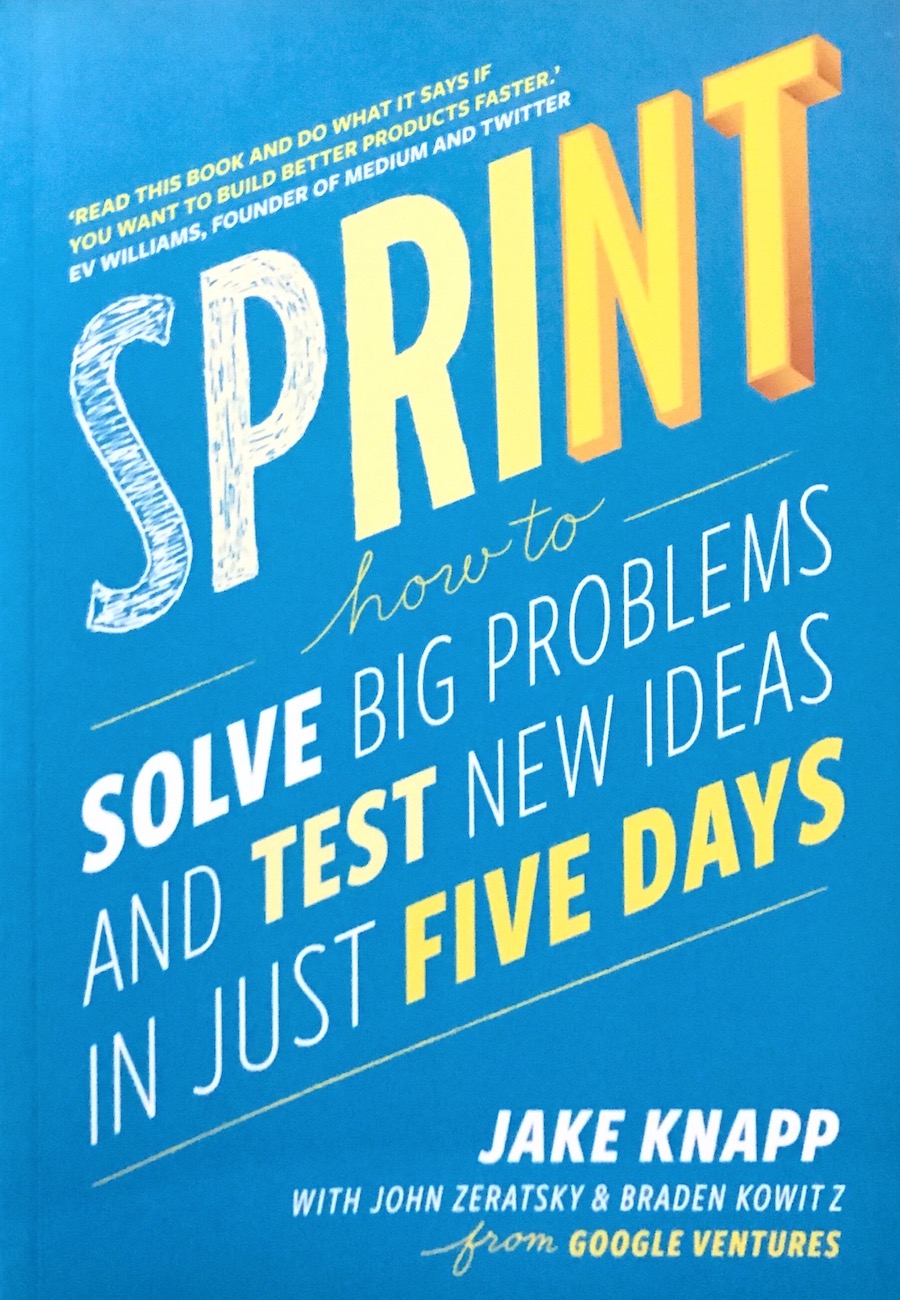 ‘READ THIS BOOK AND DO WHAT IT SAYS IF
YOU WANT TO BUILD BETTER PRODUCTS FASTER.’
EV WILLIAMS, FOUNDER OF MEDIUM AND TWITTER
SPRINT
how to
SOLVE BIG PROBLEMS
AND TEST NEW IDEAS
IN JUST FIVE DAYS
JAKE KNAPP
WITH JOHN ZERATSKY & BRADEN KOWITZ
from GOOGLE VENTURES